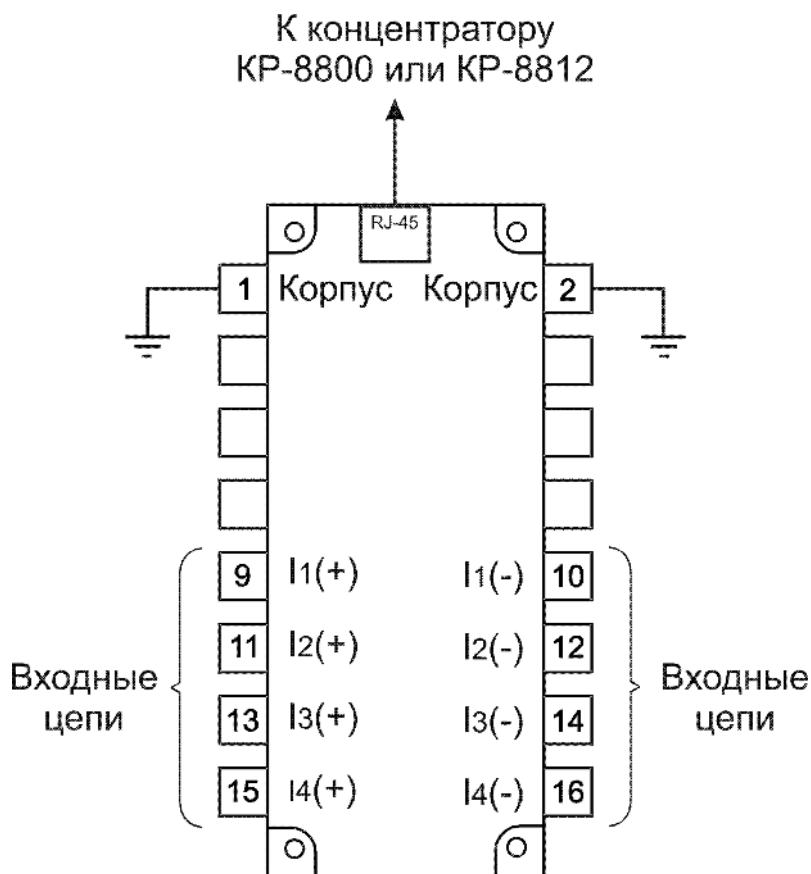 К концентратору
КР-8800 или КР-8812
RJ-45
1 Корпус Корпус 2
9 I1(+) I1(-) 10
11 I2(+) I2(-) 12
Входные цепи
Входные цепи
13 I3(+) I3(-) 14
15 I4(+) I4(-) 16